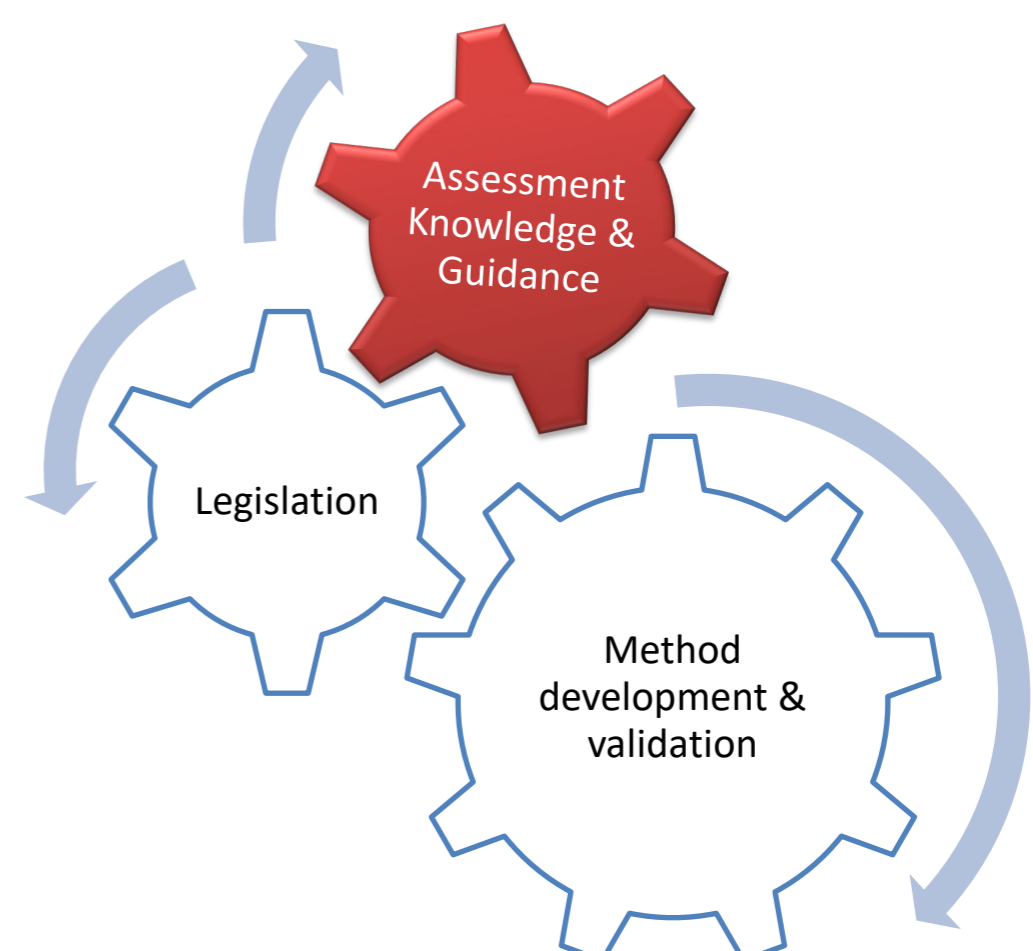 Assessment
Knowledge &
Guidance
Legislation
Method
development &
validation